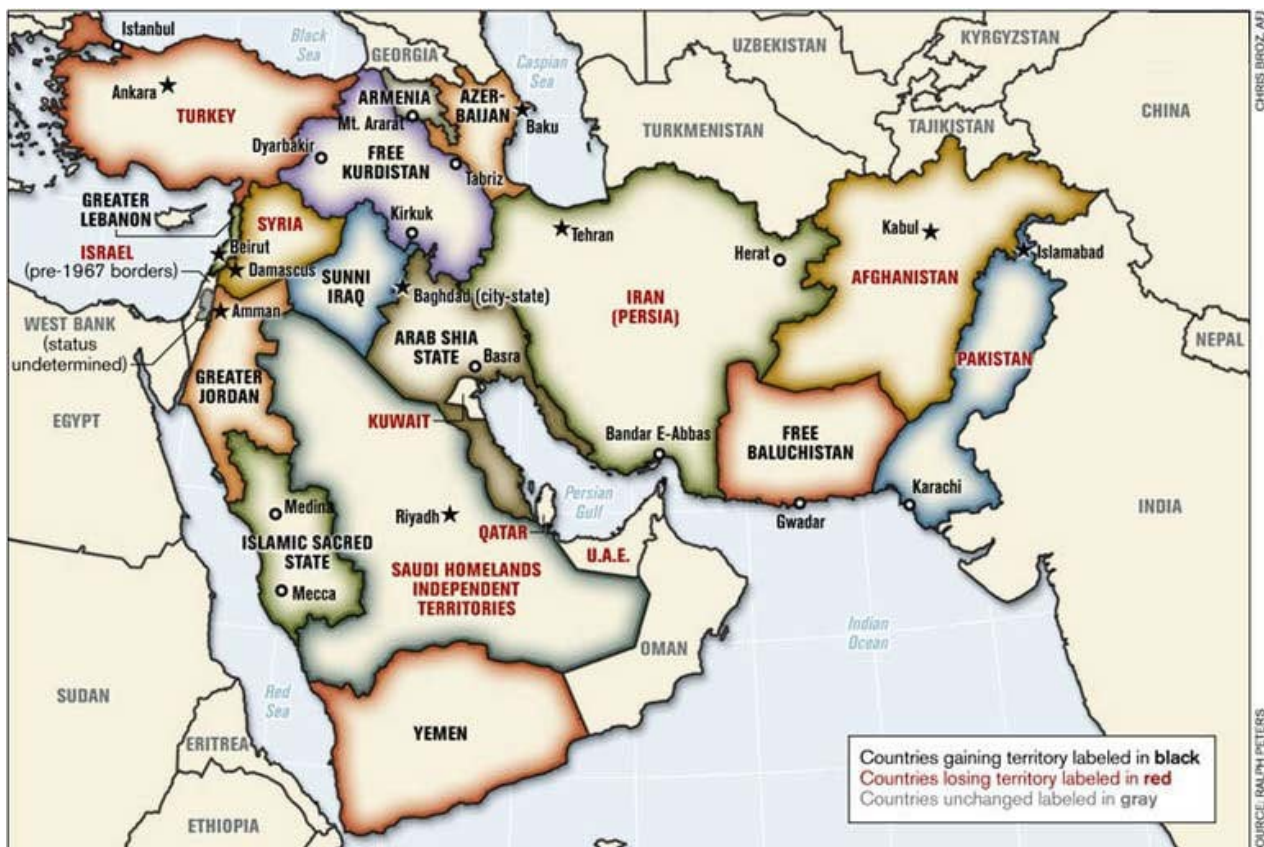 Istanbul
Black
Sea
GEORGIA
Caspian
Sea
UZBEKISTAN
KYRGYZSTAN
CHRIS BROZ, AFJ
Ankara
TURKEY
ARMENIA
Mt. Ararat
AZER-
BAIJAN
Baku
TURKMENISTAN
TAJIKISTAN
CHINA
Dyarbakir
FREE
KURDISTAN
Tabriz
GREATER
LEBANON
SYRIA
Kirkuk
Tehran
Herat
Kabul
Islamabad
ISRAEL
(pre-1967 borders)
Beirut
Damascus
SUNNI
IRAQ
Baghdad (city-state)
IRAN
(PERSIA)
AFGHANISTAN
WEST BANK
(status
undetermined)
Amman
ARAB SHIA
STATE
Basra
PAKISTAN
NEPAL
GREATER
JORDAN
EGYPT
KUWAIT
Bandar E-Abbas
FREE
BALUCHISTAN
Medina
Riyadh
Persian
Gulf
Karachi
Gwadar
INDIA
ISLAMIC SACRED
STATE
QATAR
U.A.E.
Mecca
SAUDI HOMELANDS
INDEPENDENT
TERRITORIES
OMAN
Indian
Ocean
SUDAN
Red
Sea
YEMEN
ERITREA
ETHIOPIA
Countries gaining territory labeled in black
Countries losing territory labeled in red
Countries unchanged labeled in gray
SOURCE: RALPH PETERS